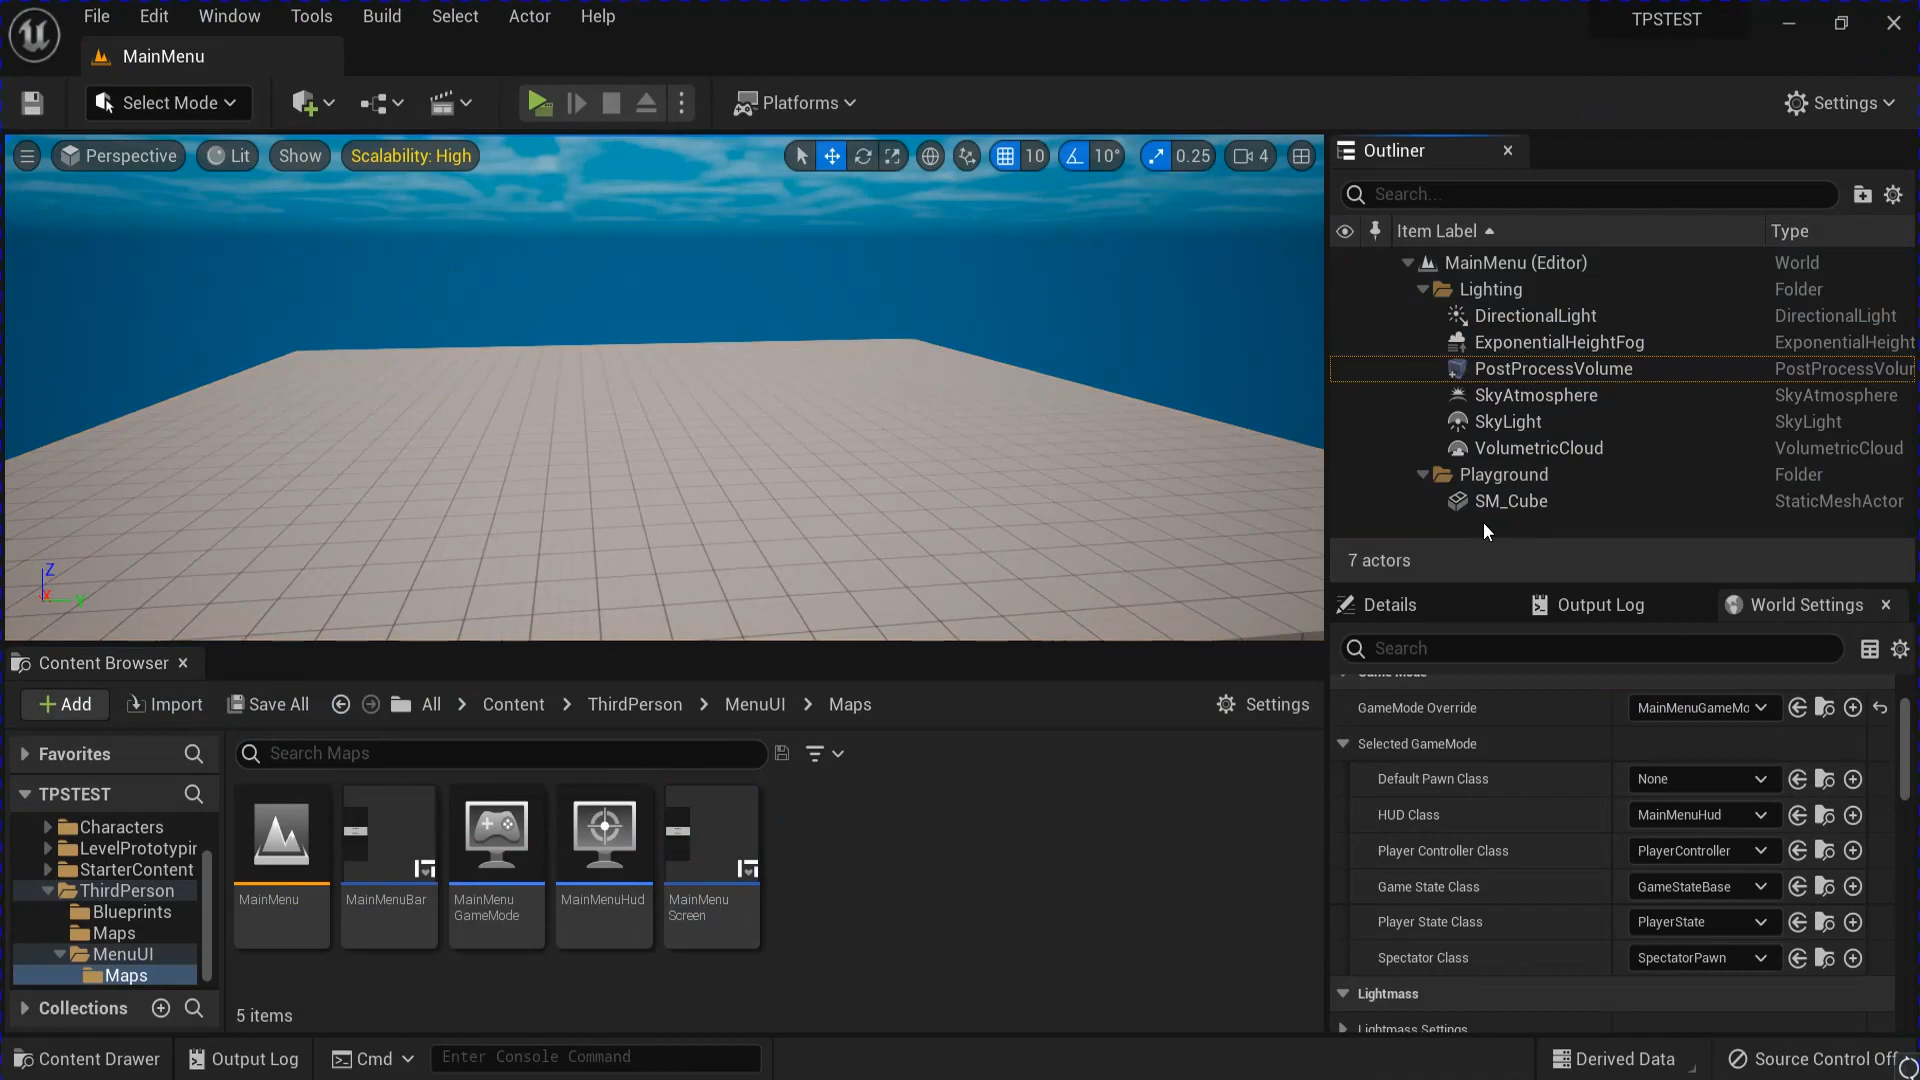 File Edit Window Tools Build Select Actor Help
TPSTEST
MainMenu
Select Mode
Platforms
Settings
Perspective
Lit
Show
Scalability: High
10
10°
0.25
4
Z
X
Y
Outliner
Search...
Item Label
Type
MainMenu (Editor) World
Lighting Folder
DirectionalLight DirectionalLight
ExponentialHeightFog ExponentialHeight
PostProcessVolume PostProcessVolur
SkyAtmosphere SkyAtmosphere
SkyLight SkyLight
VolumetricCloud VolumetricCloud
Playground Folder
SM_Cube StaticMeshActor
7 actors
Details
Output Log
World Settings
Search
Game Mode
GameMode Override MainMenuGameMo
Selected GameMode
Default Pawn Class None
HUD Class MainMenuHud
Player Controller Class PlayerController
Game State Class GameStateBase
Player State Class PlayerState
Spectator Class SpectatorPawn
Lightmass
Lightmass Settings
Content Browser
Add
Import
Save All
All > Content > ThirdPerson > MenuUI > Maps
Settings
Favorites
Search Maps
TPSTEST
Characters
LevelPrototypir
StarterContent
ThirdPerson
Blueprints
Maps
MenuUI
Maps
Collections
MainMenu
MainMenuBar
MainMenu
GameMode
MainMenuHud
MainMenu
Screen
5 items
Content Drawer
Output Log
Cmd
Enter Console Command
Derived Data
Source Control Off